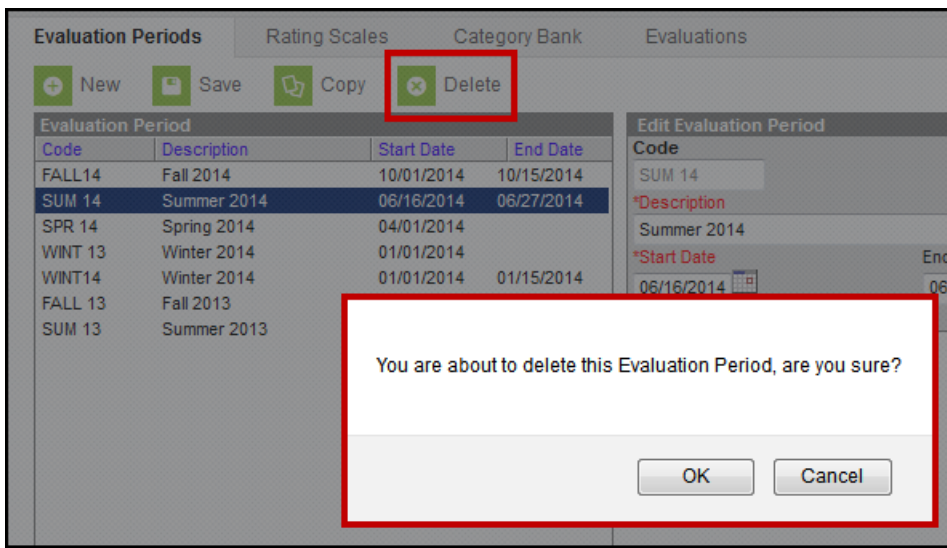 Evaluation Periods Rating Scales Category Bank Evaluations
New Save Copy Delete
Evaluation Period
Code Description Start Date End Date
FALL14 Fall 2014 10/01/2014 10/15/2014
SUM 14 Summer 2014 06/16/2014 06/27/2014
SPR 14 Spring 2014 04/01/2014
WINT 13 Winter 2014 01/01/2014
WINT14 Winter 2014 01/01/2014 01/15/2014
FALL 13 Fall 2013
SUM 13 Summer 2013
Edit Evaluation Period
Code
SUM 14
*Description
Summer 2014
*Start Date
06/16/2014
You are about to delete this Evaluation Period, are you sure?
OK Cancel